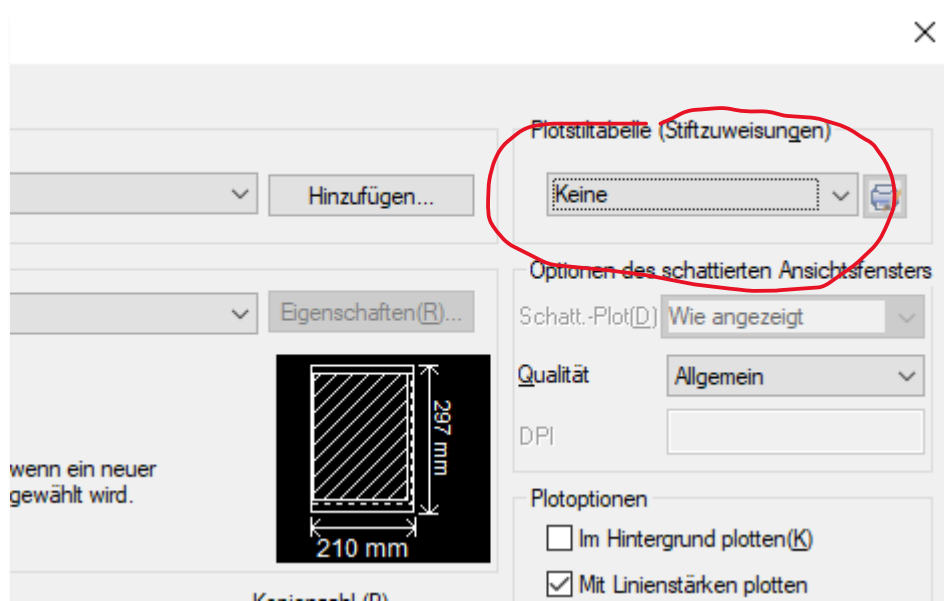 Plotstiltabelle (Stiftzuweisungen)
Hinzufügen...
Keine
Optionen des schattierten Ansichtsfensters
Eigenschaften(R)...
Schatt.-Plot(D) Wie angezeigt
Qualität Allgemein
297 mm
DPI
wenn ein neuer
gewählt wird.
210 mm
Plotoptionen
Im Hintergrund plotten(K)
Mit Linienstärken plotten